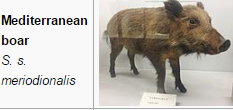 Mediterranean
boar
S. s.
meriodionalis